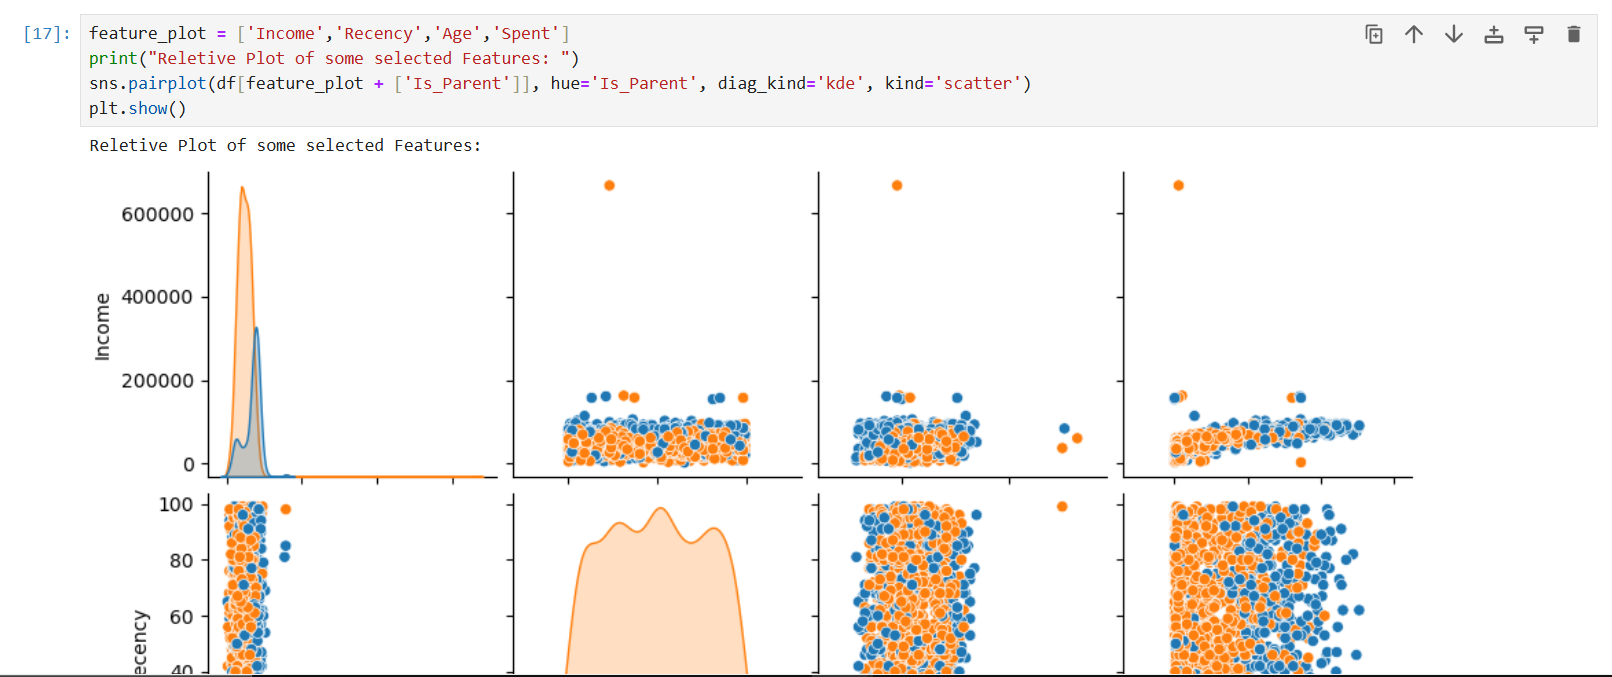 [17]:
feature_plot = ['Income','Recency','Age','Spent']
print("Reletive Plot of some selected Features: ")
sns.pairplot(df[feature_plot + ['Is_Parent']], hue='Is_Parent', diag_kind='kde', kind='scatter')
plt.show()
Reletive Plot of some selected Features:
600000
400000
200000
0
Income
100
80
60
40
ecency